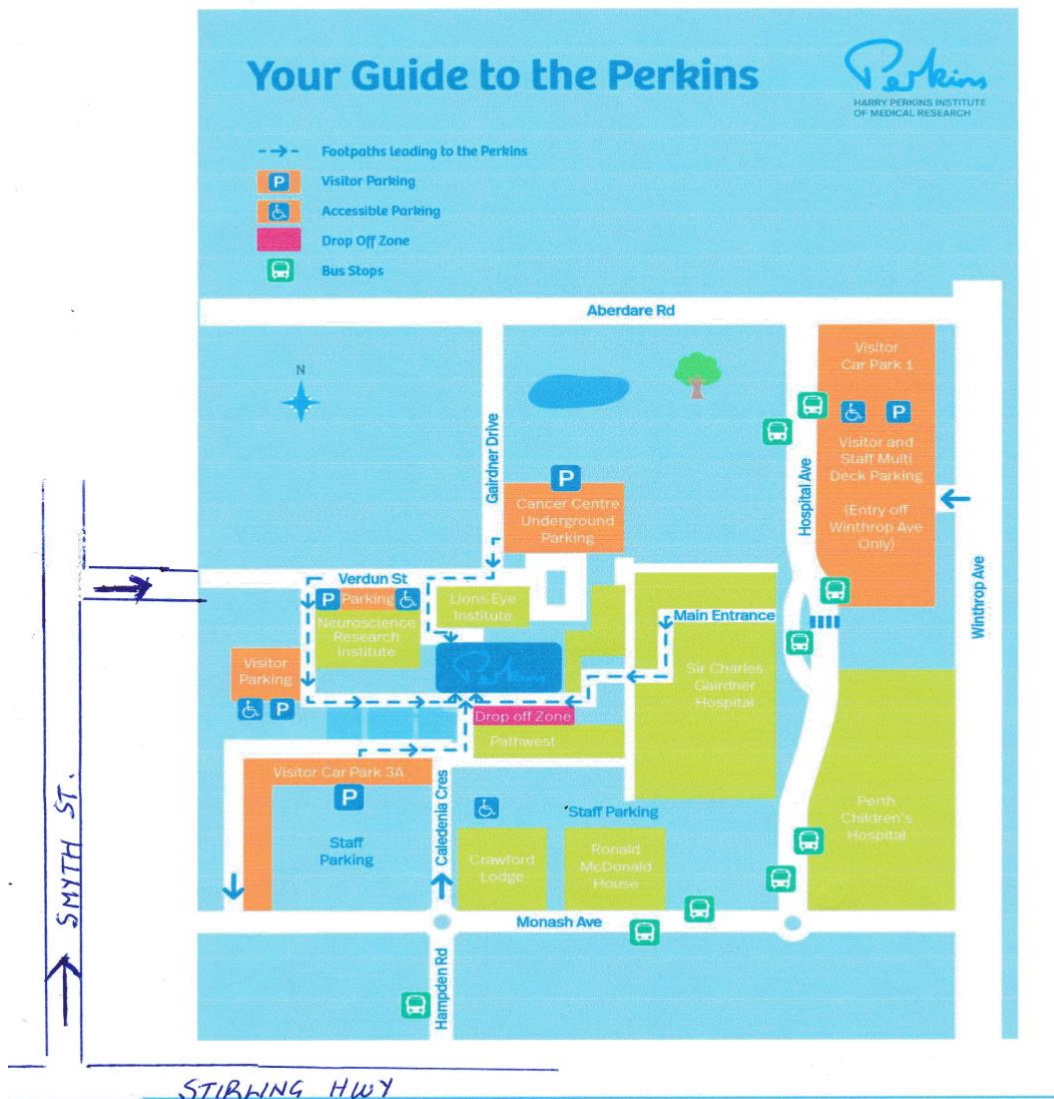 Your Guide to the Perkins
Perkins
HARRY PERKINS INSTITUTE
OF MEDICAL RESEARCH
Footpaths leading to the Perkins
P
Visitor Parking
Accessible Parking
Drop Off Zone
Bus Stops
Aberdare Rd
N
Gairdner Drive
Hospital Ave
Winthrop Ave
Visitor
Car Park 1
P
Visitor and
Staff Multi
Deck Parking
(Entry off
Winthrop Ave
Only)
P
Cancer Centre
Underground
Parking
Verdun St
P
Parking
Neuroscience
Research
Institute
Lions Eye
Institute
Main Entrance
Perkins
Sir Charles
Gairdner
Hospital
Visitor
Parking
P
Drop off Zone
Pathwest
Visitor Car Park 3A
P
Staff
Parking
Caledenia Cres
Staff Parking
Crawford
Lodge
Ronald
McDonald
House
Perth
Children's
Hospital
Monash Ave
Hampden Rd
SMYTH ST.
STIRLING HWY